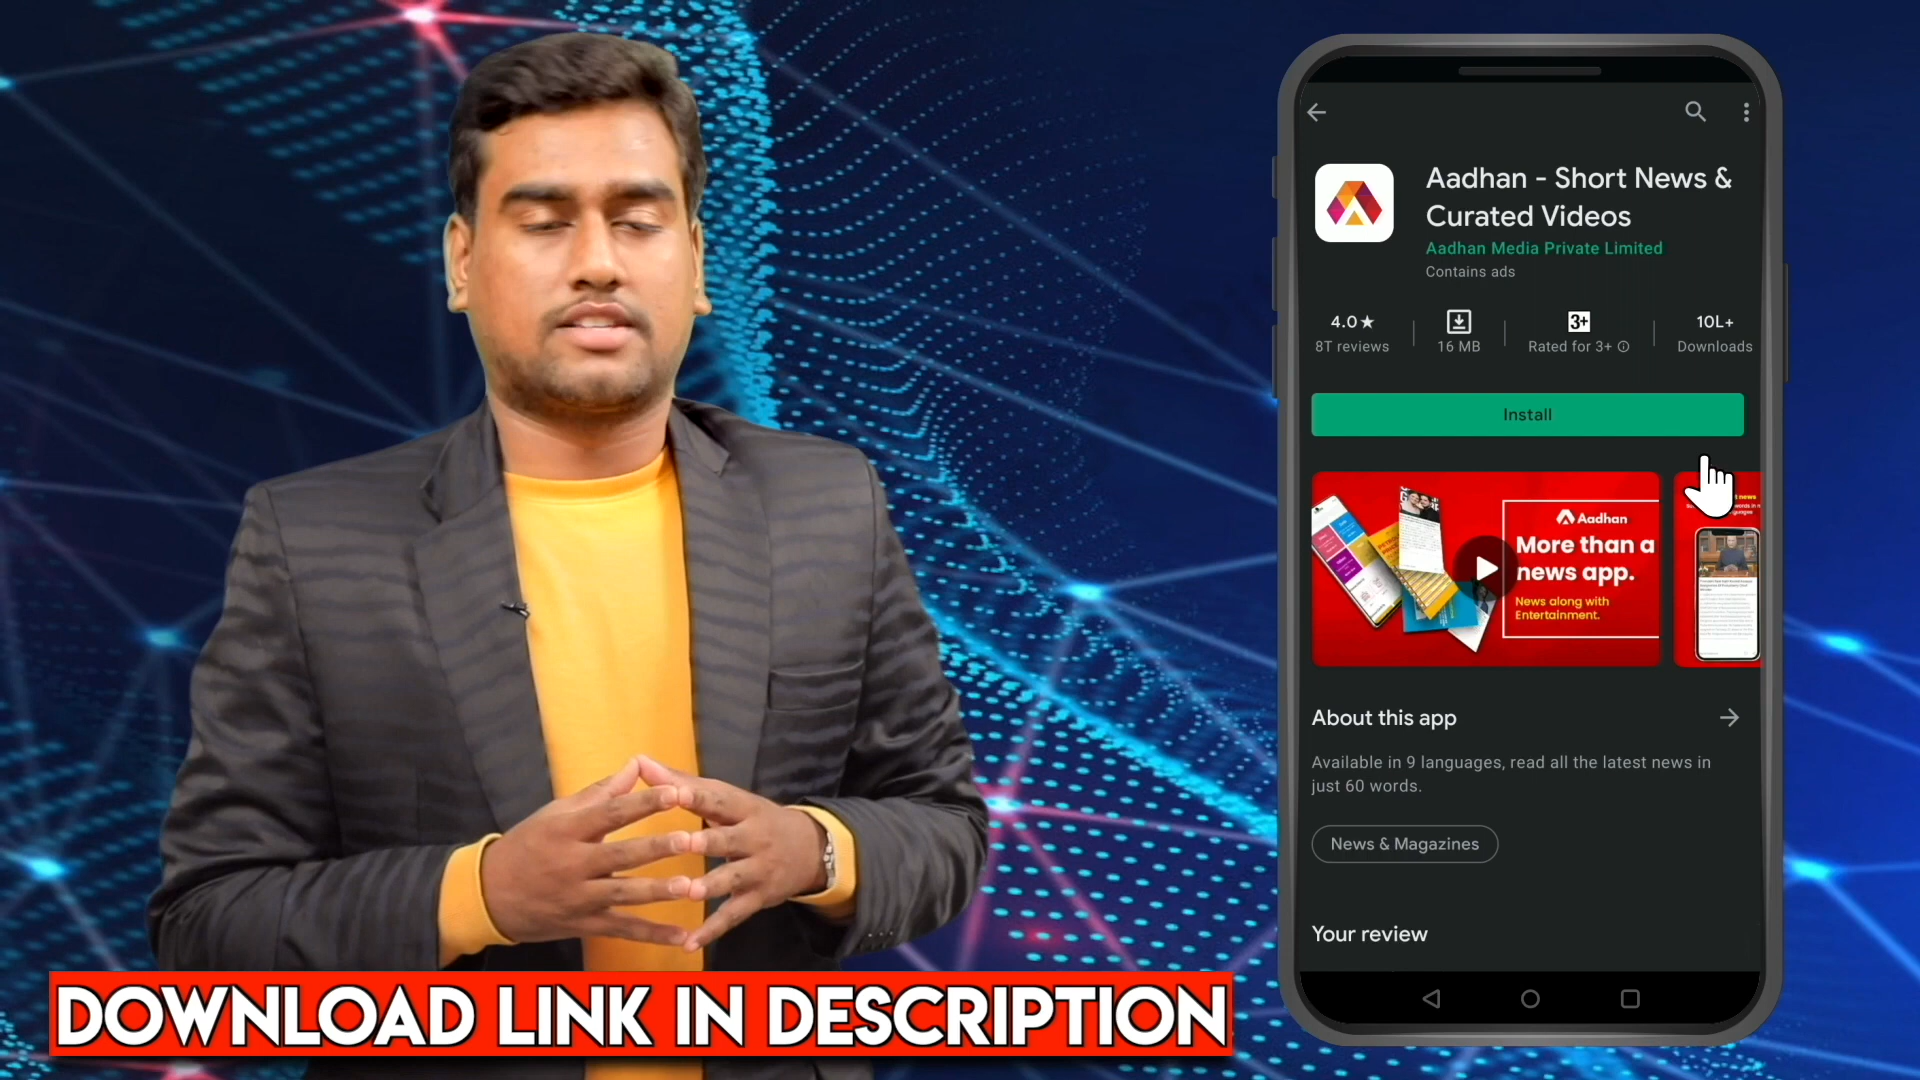 Aadhan - Short News &
Curated Videos
Aadhan Media Private Limited
Contains ads
4.0★
8T reviews
16 MB
3+
Rated for 3+
10L+
Downloads
Install
Aadhan
More than a
news app.
News along with
Entertainment.
About this app
Available in 9 languages, read all the latest news in
just 60 words.
News & Magazines
Your review
DOWNLOAD LINK IN DESCRIPTION